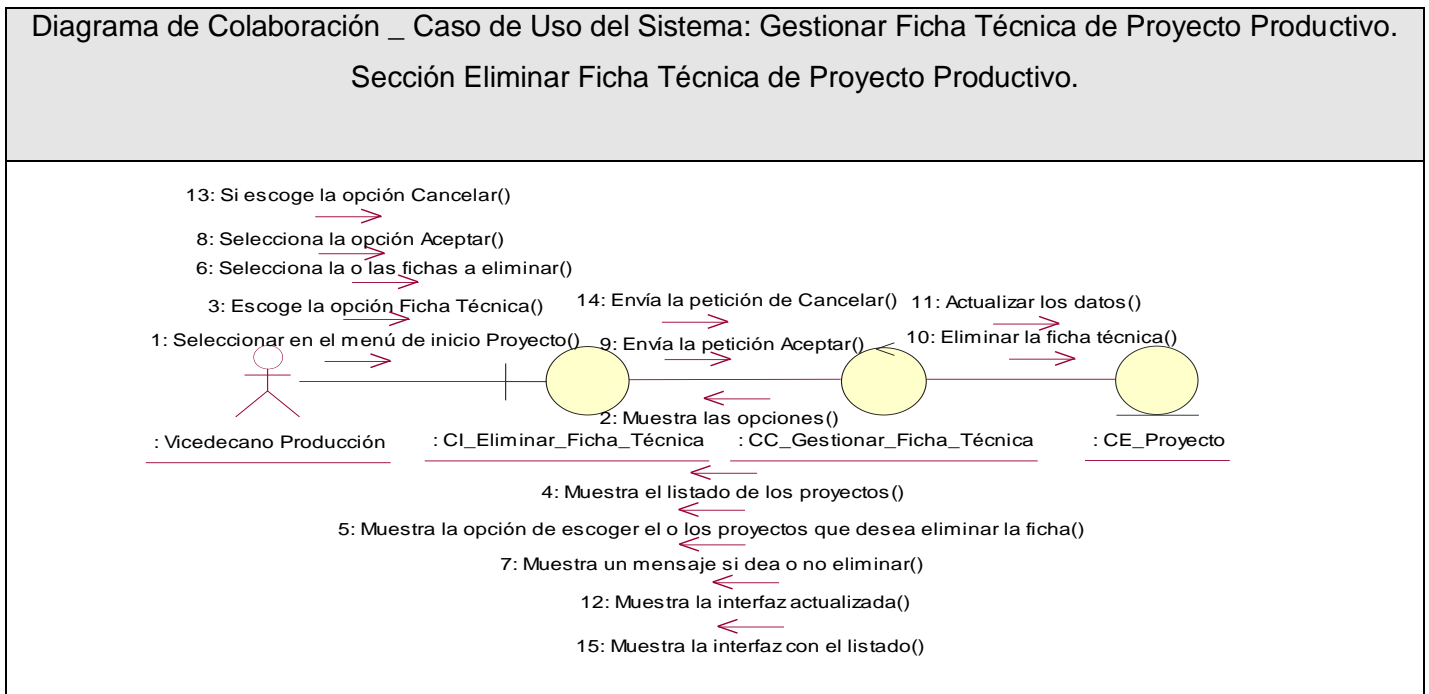 Diagrama de Colaboración _ Caso de Uso del Sistema: Gestionar Ficha Técnica de Proyecto Productivo.
Sección Eliminar Ficha Técnica de Proyecto Productivo.
13: Si escoge la opción Cancelar()
8: Selecciona la opción Aceptar()
6: Selecciona la o las fichas a eliminar()
3: Escoge la opción Ficha Técnica()
14: Envía la petición de Cancelar()
11: Actualizar los datos()
1: Seleccionar en el menú de inicio Proyecto()
9: Envía la petición Aceptar()
10: Eliminar la ficha técnica()
2: Muestra las opciones()
: Vicedecano Producción
: CI_Eliminar_Ficha_Técnica
: CC_Gestionar_Ficha_Técnica
: CE_Proyecto
4: Muestra el listado de los proyectos()
5: Muestra la opción de escoger el o los proyectos que desea eliminar la ficha()
7: Muestra un mensaje si dea o no eliminar()
12: Muestra la interfaz actualizada()
15: Muestra la interfaz con el listado()